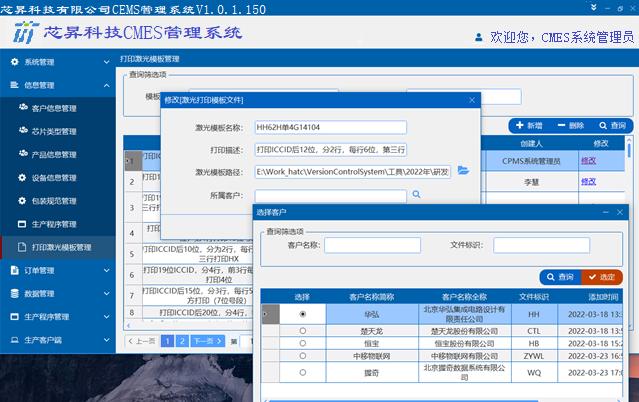 芯昇科技有限公司CEMS管理系统V1.0.1.150
芯昇科技CMES管理系统
欢迎您，CMES系统管理员
系统管理
信息管理
客户信息管理
芯片类型管理
产品信息管理
设备信息管理
包装规范管理
生产程序管理
打印激光模板管理
订单管理
数据管理
生产程序管理
生产客户端
打印激光模板管理
查询筛选项
新增
删除
查询
创建人
修改
CPMS系统管理员
修改
李慧
修改
1
2
3
4
5
打印ICCID后10位，分为2行，每行
三行打印HX
6
打印19位ICCID，分4行，前3行每
打印4位
7
打印ICCID后15位，分3行，每行5
方打印（7位号段）
8
打印ICCID后20位，分4行，
上一页
1
2
下一页
第
修改[激光打印模板文件]
激光模板名称：
HH62H单4G14104
打印描述：
打印ICCID后12位，分2行，每行6位，第三行
激光模板路径：
E:\Work_hatc\VersionControlSystem\工具\2022年\研发
所属客户：
选择客户
查询筛选项
客户名称：
文件标识：
查询
选定
选择
客户名称简称
客户名称全称
文件标识
添加时间
华弘
北京华弘集成电路设计有限责任公司
HH
2022-03-18 13:
楚天龙
楚天龙股份有限公司
CTL
2022-03-18 13:5
恒宝
恒宝股份有限公司
HB
2022-03-18 15:2
中移物联网
中移物联网有限公司
ZYWL
2022-03-23 16:5
握奇
北京握奇数据系统有限公司
WQ
2022-03-23 17:0